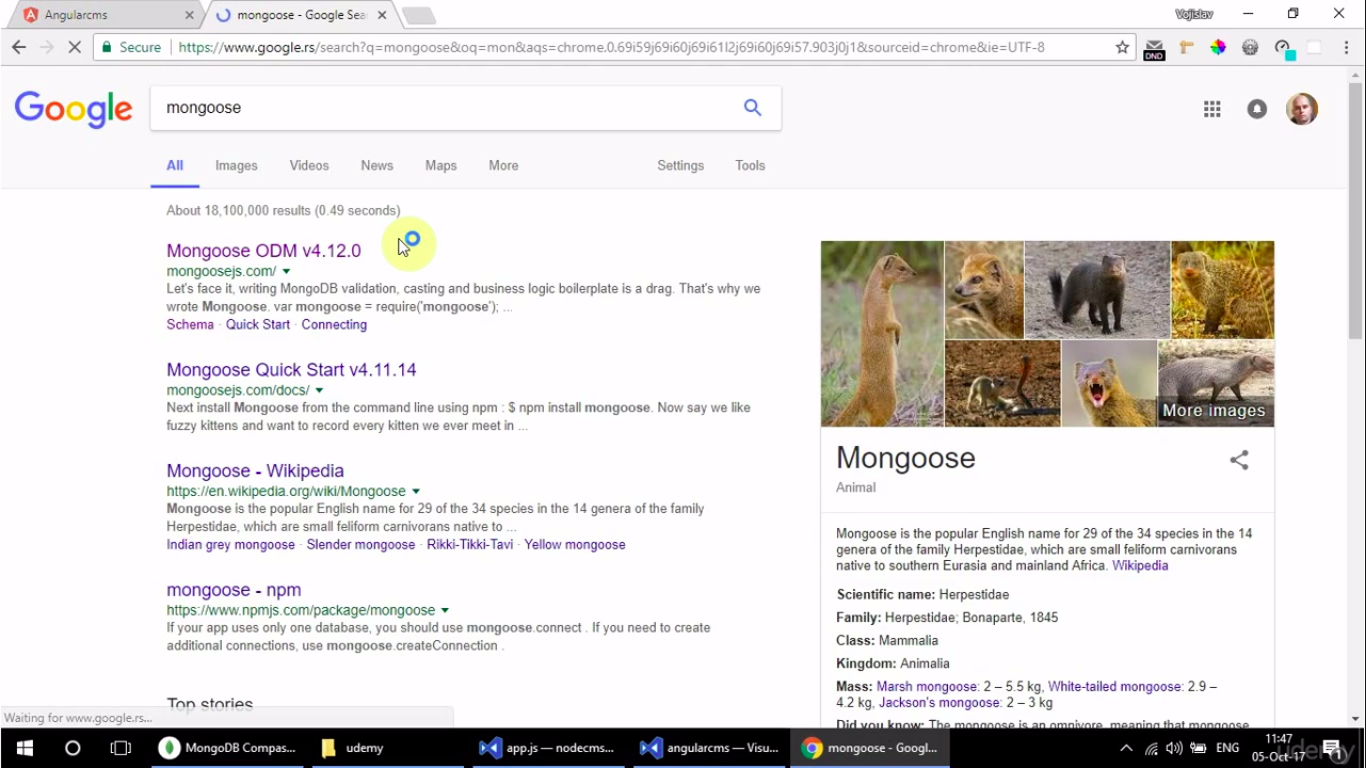 Angularcms
mongoose - Google Sea
Vojislav
Secure
https://www.google.rs/search?q=mongoose&oq=mon&aqs=chrome.0.69i59j69i60j69i61l2j69i60j69i57.903j0j1&sourceid=chrome&ie=UTF-8
DND
Google
mongoose
All Images Videos News Maps More Settings Tools
About 18,100,000 results (0.49 seconds)
Mongoose ODM v4.12.0
mongoosejs.com/
Let's face it, writing MongoDB validation, casting and business logic boilerplate is a drag. That's why we
wrote Mongoose. var mongoose = require('mongoose'); ...
Schema · Quick Start · Connecting
Mongoose Quick Start v4.11.14
mongoosejs.com/docs/
Next install Mongoose from the command line using npm : $ npm install mongoose. Now say we like
fuzzy kittens and want to record every kitten we ever meet in ...
Mongoose - Wikipedia
https://en.wikipedia.org/wiki/Mongoose
Mongoose is the popular English name for 29 of the 34 species in the 14 genera of the family
Herpestidae, which are small feliform carnivorans native to ...
Indian grey mongoose · Slender mongoose · Rikki-Tikki-Tavi · Yellow mongoose
mongoose - npm
https://www.npmjs.com/package/mongoose
If your app uses only one database, you should use mongoose.connect . If you need to create
additional connections, use mongoose.createConnection .
Top stories
More images
Mongoose
Animal
Mongoose is the popular English name for 29 of the 34 species in the 14
genera of the family Herpestidae, which are small feliform carnivorans
native to southern Eurasia and mainland Africa. Wikipedia
Scientific name: Herpestidae
Family: Herpestidae; Bonaparte, 1845
Class: Mammalia
Kingdom: Animalia
Mass: Marsh mongoose: 2 – 5.5 kg, White-tailed mongoose: 2.9 –
4.2 kg, Jackson's mongoose: 2 – 3 kg
Did you know: The mongoose is an omnivore, meaning that mongoose
Waiting for www.google.rs...
MongoDB Compas...
udemy
app.js — nodecms...
angularcms — Visu...
mongoose - Googl...
ENG
11:47
05-Oct-17
1
udemy